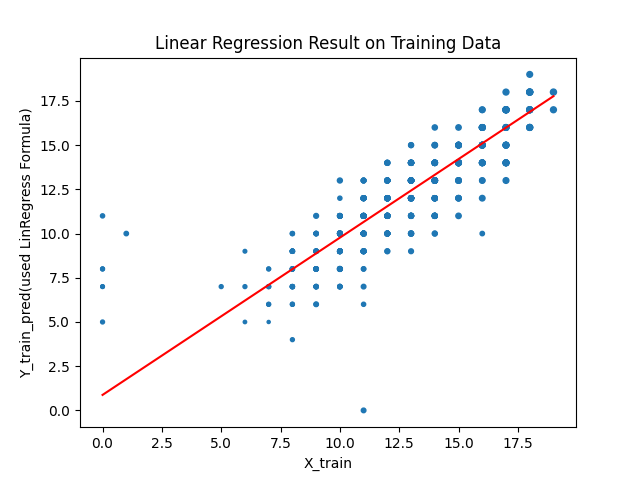 Linear Regression Result on Training Data
Y_train_pred(used LinRegress Formula)
17.5
15.0
12.5
10.0
7.5
5.0
2.5
0.0
0.0 2.5 5.0 7.5 10.0 12.5 15.0 17.5
X_train